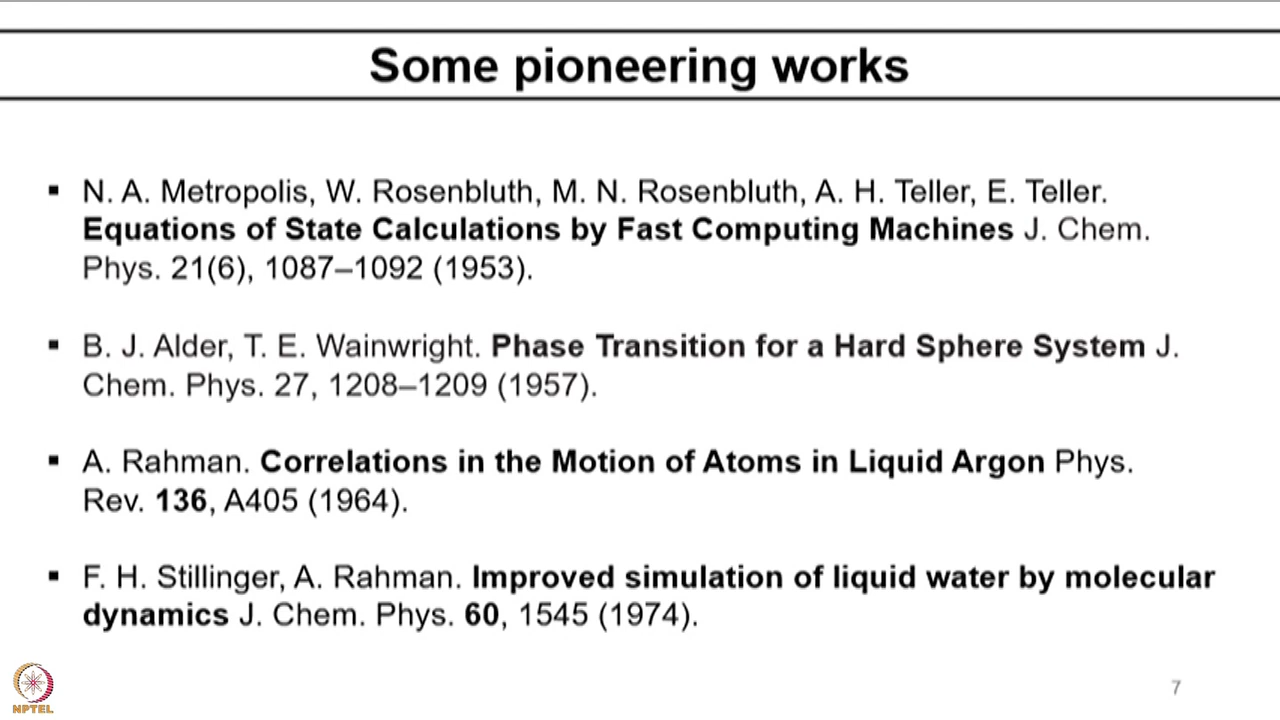 Some pioneering works
▪ N. A. Metropolis, W. Rosenbluth, M. N. Rosenbluth, A. H. Teller, E. Teller.
Equations of State Calculations by Fast Computing Machines J. Chem.
Phys. 21(6), 1087–1092 (1953).
▪ B. J. Alder, T. E. Wainwright. Phase Transition for a Hard Sphere System J.
Chem. Phys. 27, 1208–1209 (1957).
▪ A. Rahman. Correlations in the Motion of Atoms in Liquid Argon Phys.
Rev. 136, A405 (1964).
▪ F. H. Stillinger, A. Rahman. Improved simulation of liquid water by molecular
dynamics J. Chem. Phys. 60, 1545 (1974).
NPTEL
7